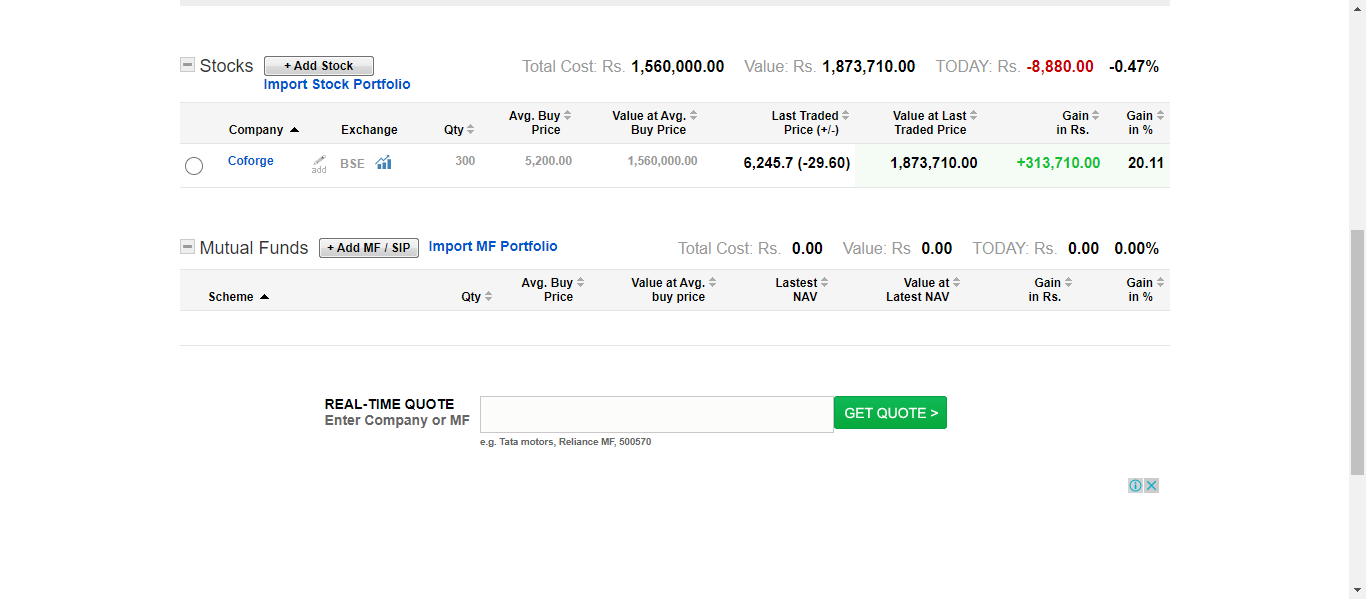 Stocks + Add Stock Total Cost: Rs. 1,560,000.00 Value: Rs. 1,873,710.00 TODAY: Rs. -8,880.00 -0.47%
Import Stock Portfolio
Company Exchange Qty Avg. Buy Price Value at Avg. Buy Price Last Traded Price (+/-) Value at Last Traded Price Gain in Rs. Gain in %
Coforge add BSE 300 5,200.00 1,560,000.00 6,245.7 (-29.60) 1,873,710.00 +313,710.00 20.11
Mutual Funds + Add MF / SIP Import MF Portfolio Total Cost: Rs. 0.00 Value: Rs 0.00 TODAY: Rs. 0.00 0.00%
Scheme Qty Avg. Buy Price Value at Avg. buy price Lastest NAV Value at Latest NAV Gain in Rs. Gain in %
REAL-TIME QUOTE
Enter Company or MF GET QUOTE >
e.g. Tata motors, Reliance MF, 500570